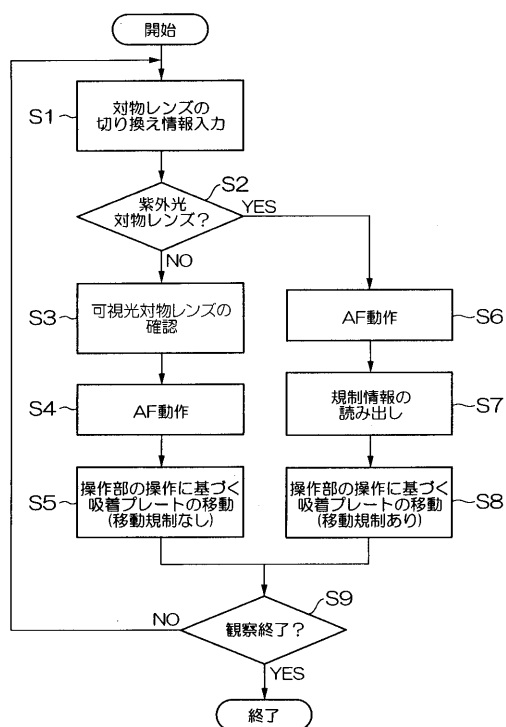 開始
S1
対物レンズの
切り換え情報入力
S2
紫外光
対物レンズ?
YES
NO
S3
可視光対物レンズの
確認
S4
AF動作
S5
操作部の操作に基づく
吸着プレートの移動
(移動規制なし)
AF動作
S6
規制情報の
読み出し
S7
操作部の操作に基づく
吸着プレートの移動
(移動規制あり)
S8
S9
NO
観察終了?
YES
終了